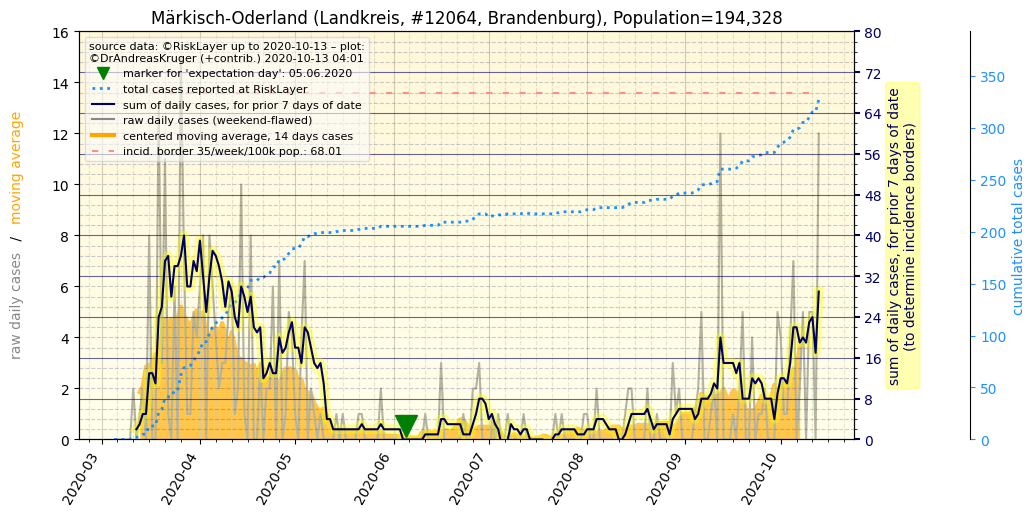 Märkisch-Oderland (Landkreis, #12064, Brandenburg), Population=194,328
source data: ©RiskLayer up to 2020-10-13 – plot:
©DrAndreasKruger (+contrib.) 2020-10-13 04:01
marker for 'expectation day': 05.06.2020
total cases reported at RiskLayer
sum of daily cases, for prior 7 days of date
raw daily cases (weekend-flawed)
centered moving average, 14 days cases
incid. border 35/week/100k pop.: 68.01
raw daily cases / moving average
16
14
12
10
8
6
4
2
0
80
72
64
56
48
40
32
24
16
8
0
sum of daily cases, for prior 7 days of date
(to determine, incidence borders)
350
300
250
200
150
100
50
0
cumulative total cases
2020-03
2020-04
2020-05
2020-06
2020-07
2020-08
2020-09
2020-10